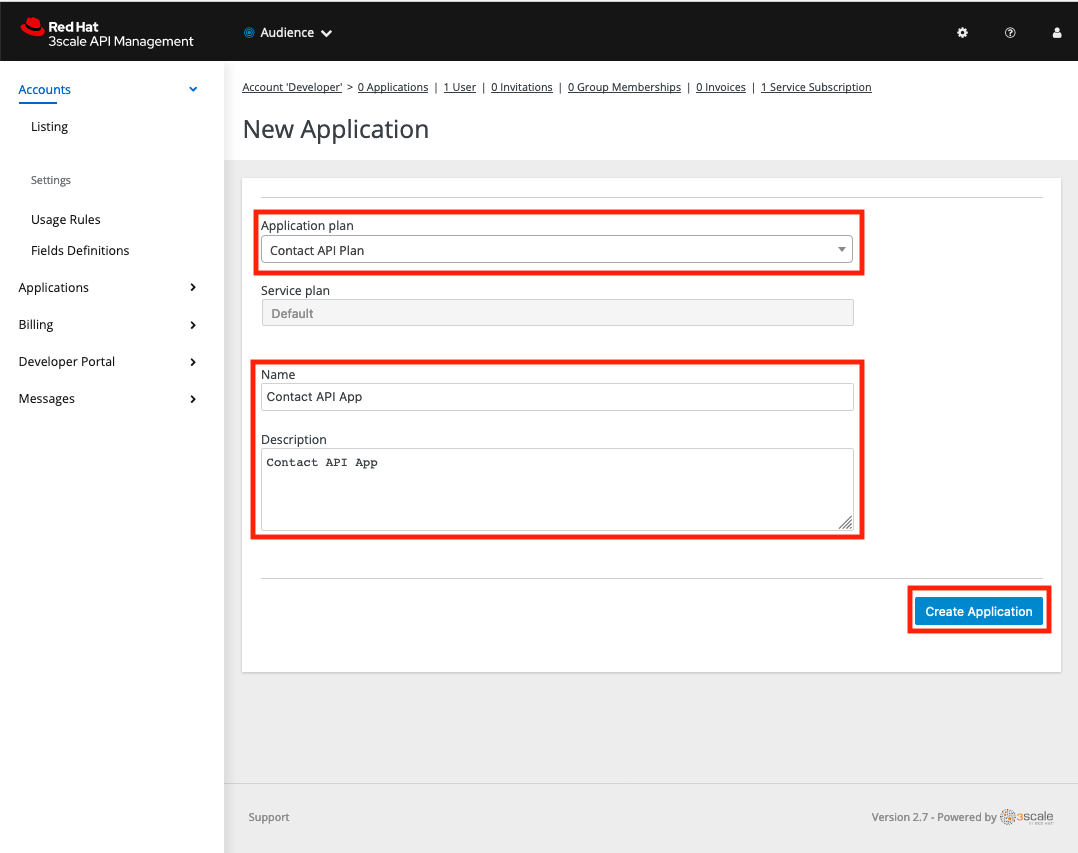 Red Hat
3scale API Management
Audience
Accounts
Listing
Settings
Usage Rules
Fields Definitions
Applications
Billing
Developer Portal
Messages
Account 'Developer' > 0 Applications | 1 User | 0 Invitations | 0 Group Memberships | 0 Invoices | 1 Service Subscription
New Application
Application plan
Contact API Plan
Service plan
Default
Name
Contact API App
Description
Contact API App
Create Application
Support
Version 2.7 - Powered by 3scale